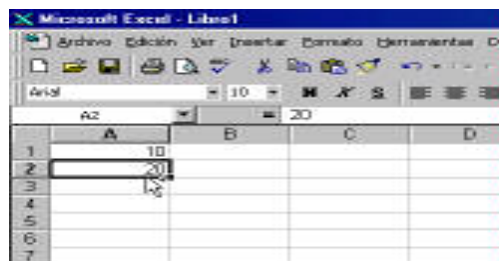 Microsoft Excel - Libro1
Archivo Edición Ver Insertar Formato Herramientas D
Arial 10 N K S
A2 = 20
A B C D
1 10
2 20
3
4
5
6
7